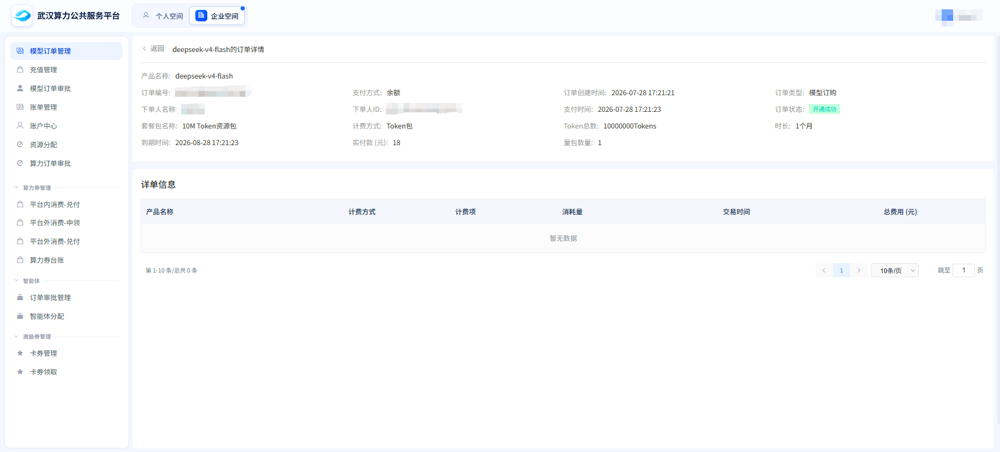 武汉算力公共服务平台
个人空间
企业空间
模型订单管理
充值管理
模型订单审批
账单管理
账户中心
资源分配
算力订单审批
算力券管理
平台内消费-兑付
平台外消费-申领
平台外消费-兑付
算力券台账
智能体
订单审批管理
智能体分配
激励券管理
卡券管理
卡券领取
返回 deepseek-v4-flash的订单详情
产品名称: deepseek-v4-flash
订单编号: 支付方式: 余额 订单创建时间: 2026-07-28 17:21:21 订单类型: 模型订购
下单人名称: 下单人ID: 支付时间: 2026-07-28 17:21:23 订单状态: 开通成功
套餐包名称: 10M Token资源包 计费方式: Token包 Token总数: 10000000Tokens 时长: 1个月
到期时间: 2026-08-28 17:21:23 实付款 (元): 18 量包数量: 1
详单信息
产品名称 计费方式 计费项 消耗量 交易时间 总费用 (元)
暂无数据
第 1-10 条/总共 0 条 1 10条/页 跳至 1 页